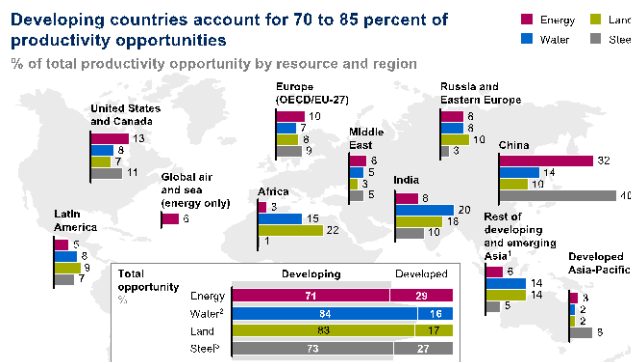 Developing countries account for 70 to 85 percent of
productivity opportunities
% of total productivity opportunity by resource and region
Energy
Land
Water
Steel
United States
and Canada
13
8
7
11
Global air
and sea
(energy only)
6
Latin
America
5
8
9
7
Europe
(OECD/EU-27)
10
7
8
9
Africa
3
15
22
1
Middle
East
6
5
3
5
Russia and
Eastern Europe
8
8
10
3
India
8
20
16
10
China
32
14
10
40
Rest of
developing
and emerging
Asia¹
6
14
14
5
Developed
Asia-Pacific
3
2
2
8
Total
opportunity
%
Developing
Developed
Energy 71 29
Water² 84 16
Land 83 17
Steel³ 73 27